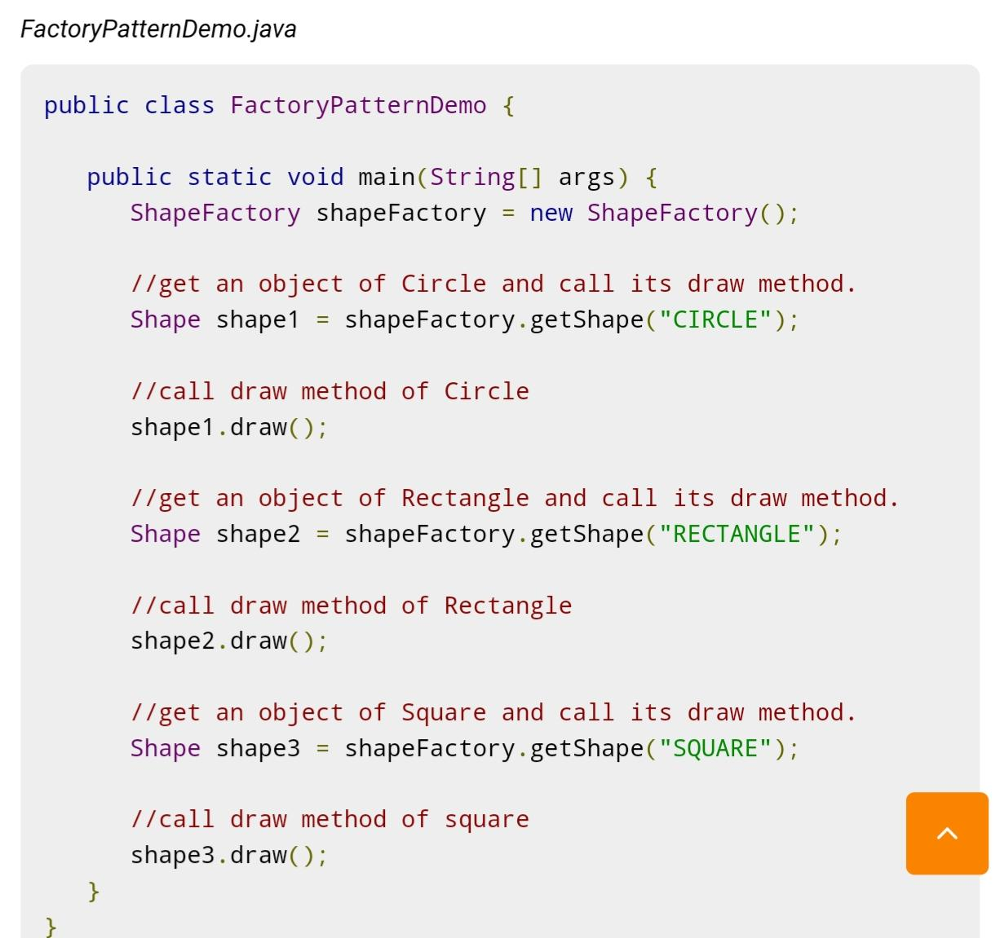 FactoryPatternDemo.java
public class FactoryPatternDemo {
public static void main(String[] args) {
ShapeFactory shapeFactory = new ShapeFactory();
//get an object of Circle and call its draw method.
Shape shape1 = shapeFactory.getShape("CIRCLE");
//call draw method of Circle
shape1.draw();
//get an object of Rectangle and call its draw method.
Shape shape2 = shapeFactory.getShape("RECTANGLE");
//call draw method of Rectangle
shape2.draw();
//get an object of Square and call its draw method.
Shape shape3 = shapeFactory.getShape("SQUARE");
//call draw method of square
shape3.draw();
}
}